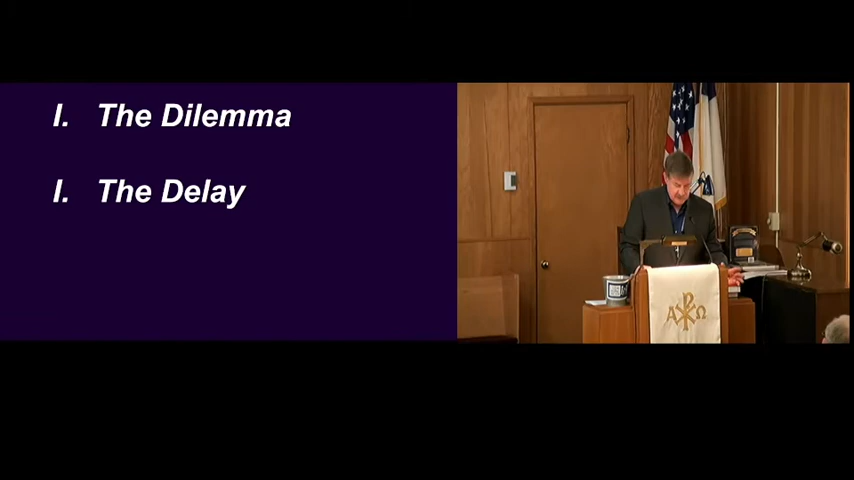 I. The Dilemma
I. The Delay
Α☧Ω